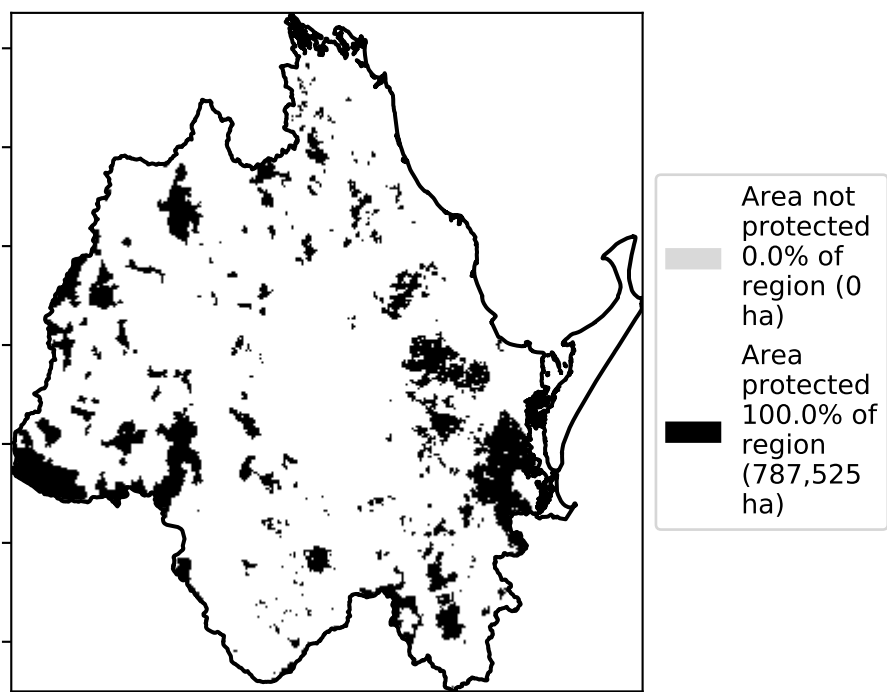 Area not
protected
0.0% of
region (0
ha)
Area
protected
100.0% of
region
(787,525
ha)